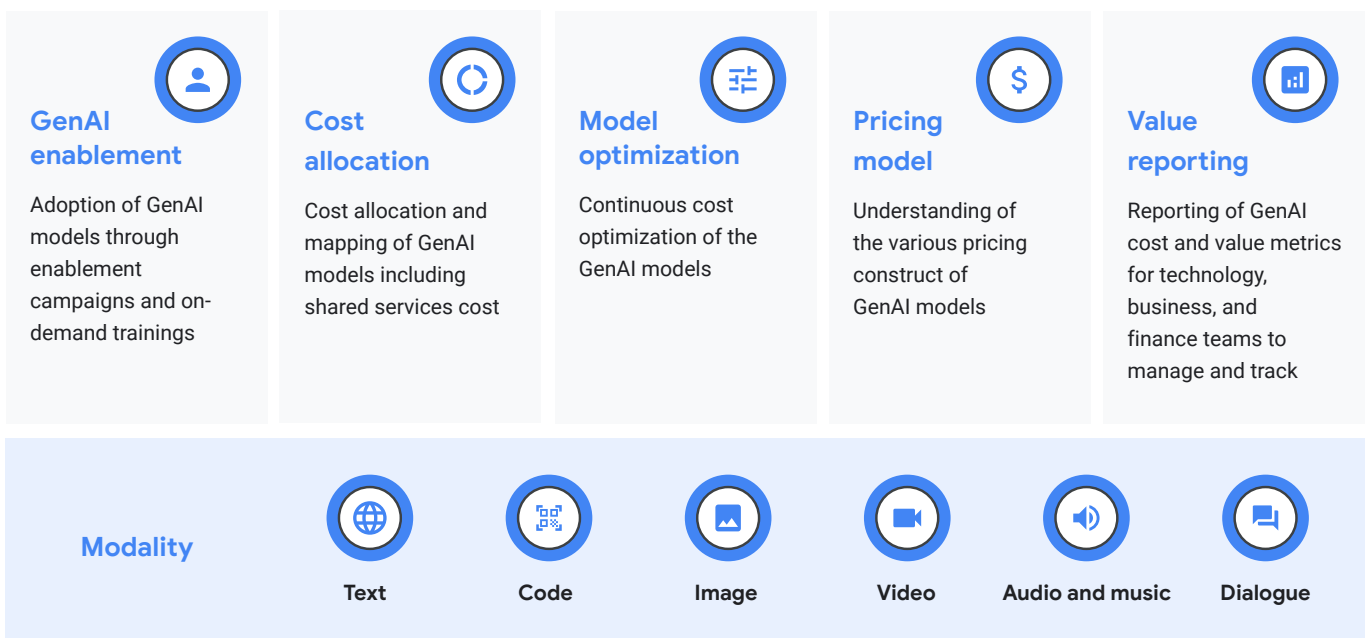 GenAI
enablement
Adoption of GenAI
models through
enablement
campaigns and on-
demand trainings
Cost
allocation
Cost allocation and
mapping of GenAI
models including
shared services cost
Model
optimization
Continuous cost
optimization of the
GenAI models
Pricing
model
Understanding of
the various pricing
construct of
GenAI models
Value
reporting
Reporting of GenAI
cost and value metrics
for technology,
business, and
finance teams to
manage and track
Modality
Text
Code
Image
Video
Audio and music
Dialogue